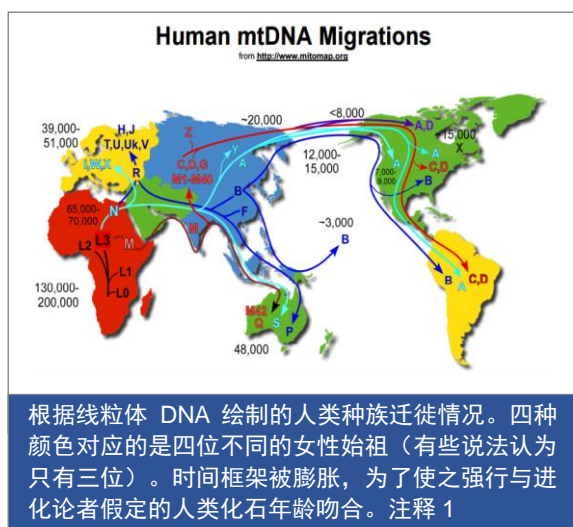 Human mtDNA Migrations
from http://www.mitomap.org
39,000-
51,000
H,J
T,U,Uk,V
I,W,X
R
Z
C,D,G
M1-M40
Y
A
~20,000
<8,000
A,D
~15,000
X
A
A
C,D
7,000-
9,000
B
12,000-
15,000
B
F
~3,000
B
65,000-
70,000
N
M
L3
M
L2
L1
L0
130,000-
200,000
M42
Q
S
P
48,000
B
A
C,D
根据线粒体 DNA 绘制的人类种族迁徙情况。四种
颜色对应的是四位不同的女性始祖（有些说法认为
只有三位）。时间框架被膨胀，为了使之强行与进
化论者假定的人类化石年龄吻合。注释 1